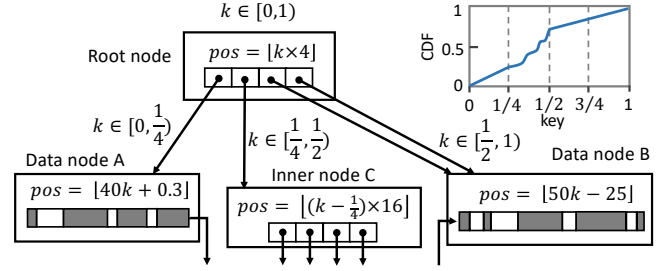 k ∈ [0,1)
Root node
pos = ⌊k×4⌋
k ∈ [0, 1/4)
k ∈ [1/4, 1/2)
k ∈ [1/2, 1)
Data node A
pos = ⌊40k + 0.3⌋
Inner node C
pos = ⌊(k − 1/4)×16⌋
Data node B
pos = ⌊50k − 25⌋
CDF
1
0.5
0
0 1/4 1/2 3/4 1
key